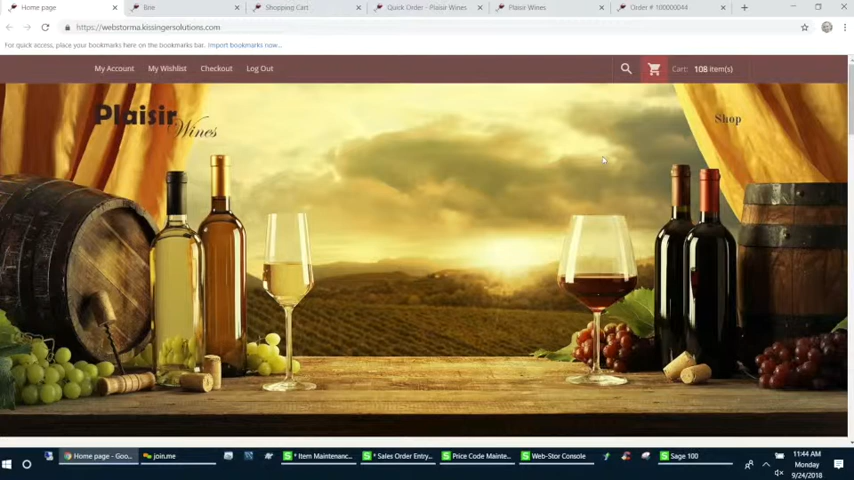 Home page
Brie
Shopping Cart
Quick Order - Plaisir Wines
Plaisir Wines
Order # 100000044
https://webstorma.kissingersolutions.com
For quick access, place your bookmarks here on the bookmarks bar. Import bookmarks now...
My Account
My Wishlist
Checkout
Log Out
Cart: 108 item(s)
Plaisir Wines
Shop
Home page - Goo...
join.me
* Item Maintenanc...
* Sales Order Entry...
Price Code Mainte...
Web-Stor Console
Sage 100
11:44 AM
Monday
9/24/2018